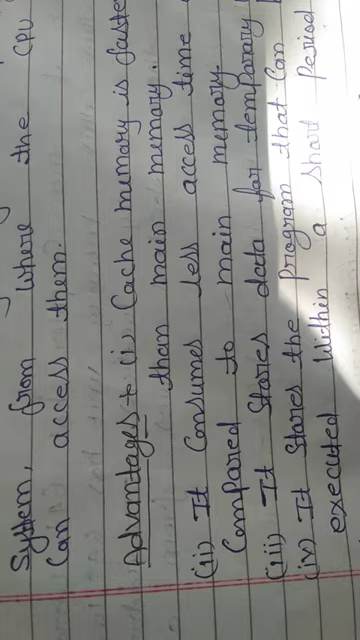 System, from where the CPU
can access them.
Advantages → (i) Cache memory is faster
than main memory.
(ii) It consumes less access time
compared to main memory.
(iii) It stores data for temporary
(iv) It stores the program that can
executed within a short period